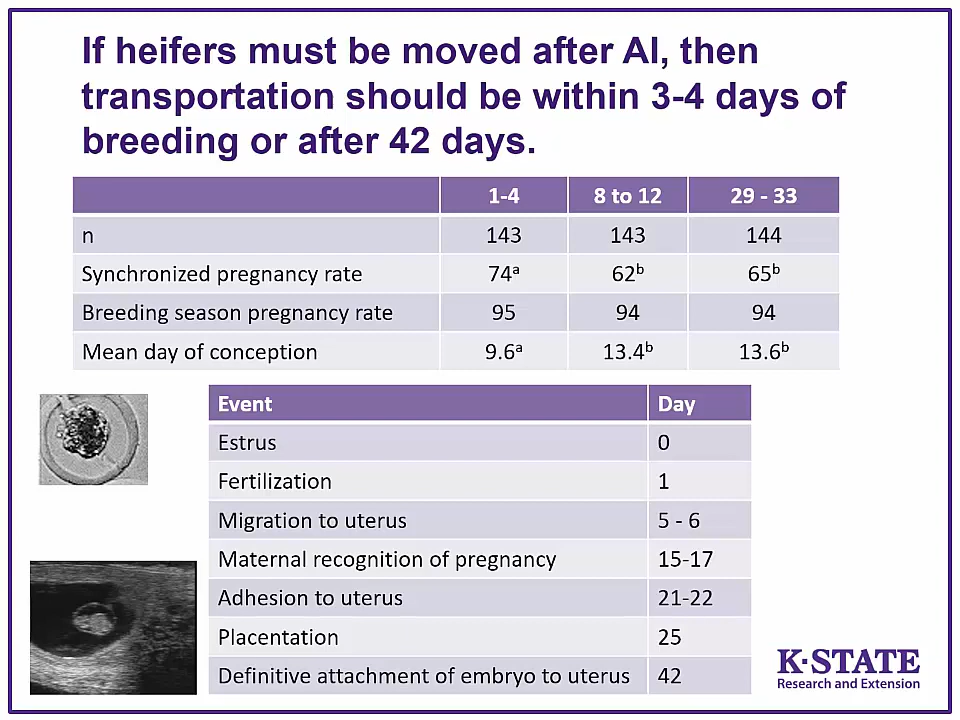 If heifers must be moved after AI, then
transportation should be within 3-4 days of
breeding or after 42 days.
1-4 8 to 12 29 - 33
n 143 143 144
Synchronized pregnancy rate 74ᵃ 62ᵇ 65ᵇ
Breeding season pregnancy rate 95 94 94
Mean day of conception 9.6ᵃ 13.4ᵇ 13.6ᵇ
Event Day
Estrus 0
Fertilization 1
Migration to uterus 5 - 6
Maternal recognition of pregnancy 15-17
Adhesion to uterus 21-22
Placentation 25
Definitive attachment of embryo to uterus 42
K-STATE
Research and Extension